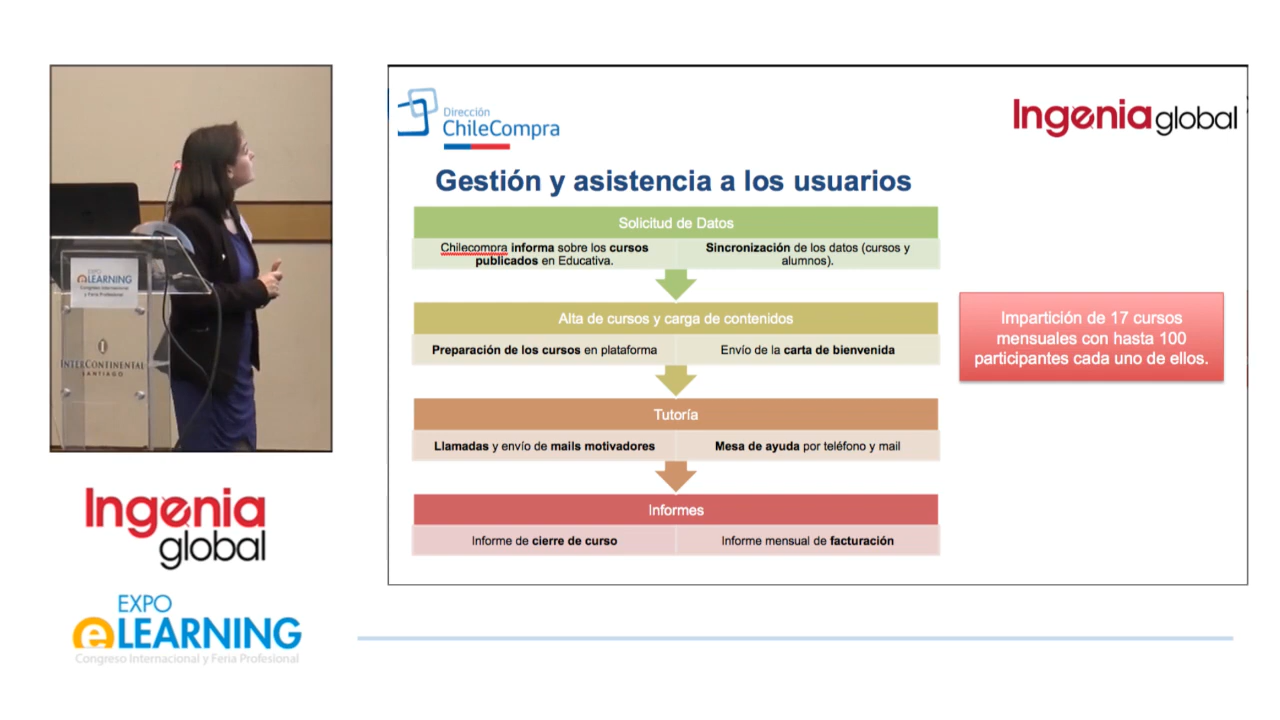 EXPO
eLEARNING
Congreso Internacional
y Feria Profesional
INTERCONTINENTAL
SANTIAGO
Ingenia
global
EXPO
eLEARNING
Congreso Internacional y Feria Profesional
Dirección
ChileCompra
Ingenia global
Gestión y asistencia a los usuarios
Solicitud de Datos
Chilecompra informa sobre los cursos
publicados en Educativa.
Sincronización de los datos (cursos y
alumnos).
Alta de cursos y carga de contenidos
Preparación de los cursos en plataforma
Envío de la carta de bienvenida
Tutoría
Llamadas y envío de mails motivadores
Mesa de ayuda por teléfono y mail
Informes
Informe de cierre de curso
Informe mensual de facturación
Impartición de 17 cursos
mensuales con hasta 100
participantes cada uno de ellos.